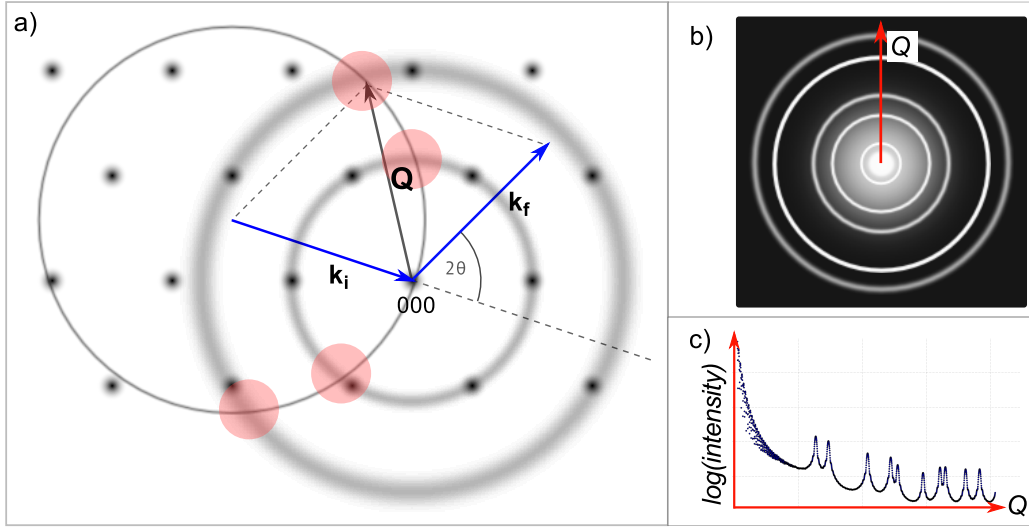 a)
Q
k_i
k_f
2θ
000
b)
Q
c)
log(intensity)
Q